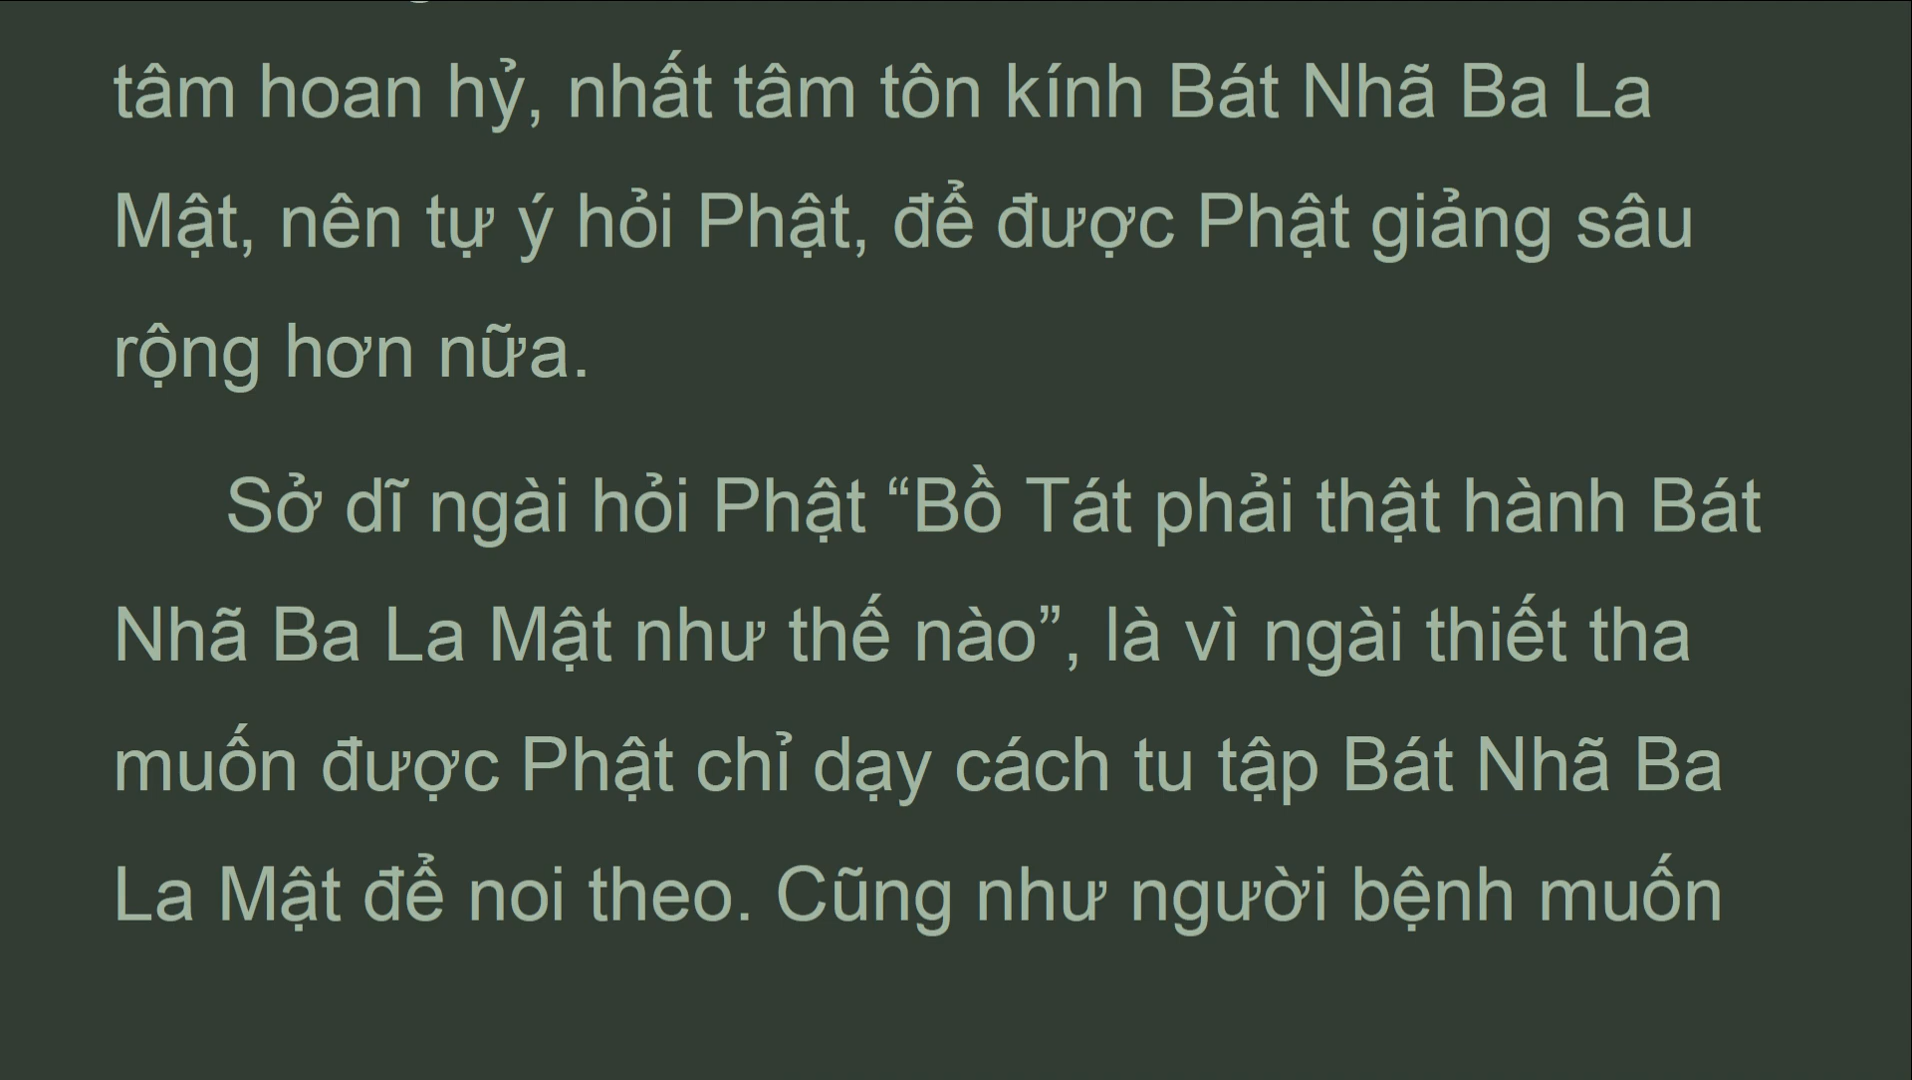 tâm hoan hỷ, nhất tâm tôn kính Bát Nhã Ba La
Mật, nên tự ý hỏi Phật, để được Phật giảng sâu
rộng hơn nữa.
Sở dĩ ngài hỏi Phật “Bồ Tát phải thật hành Bát
Nhã Ba La Mật như thế nào”, là vì ngài thiết tha
muốn được Phật chỉ dạy cách tu tập Bát Nhã Ba
La Mật để noi theo. Cũng như người bệnh muốn